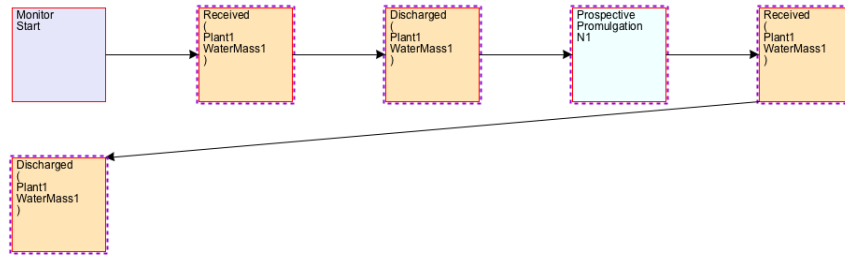 Monitor
Start
Received
(
Plant1
WaterMass1
)
Discharged
(
Plant1
WaterMass1
)
Prospective
Promulgation
N1
Received
(
Plant1
WaterMass1
)
Discharged
(
Plant1
WaterMass1
)